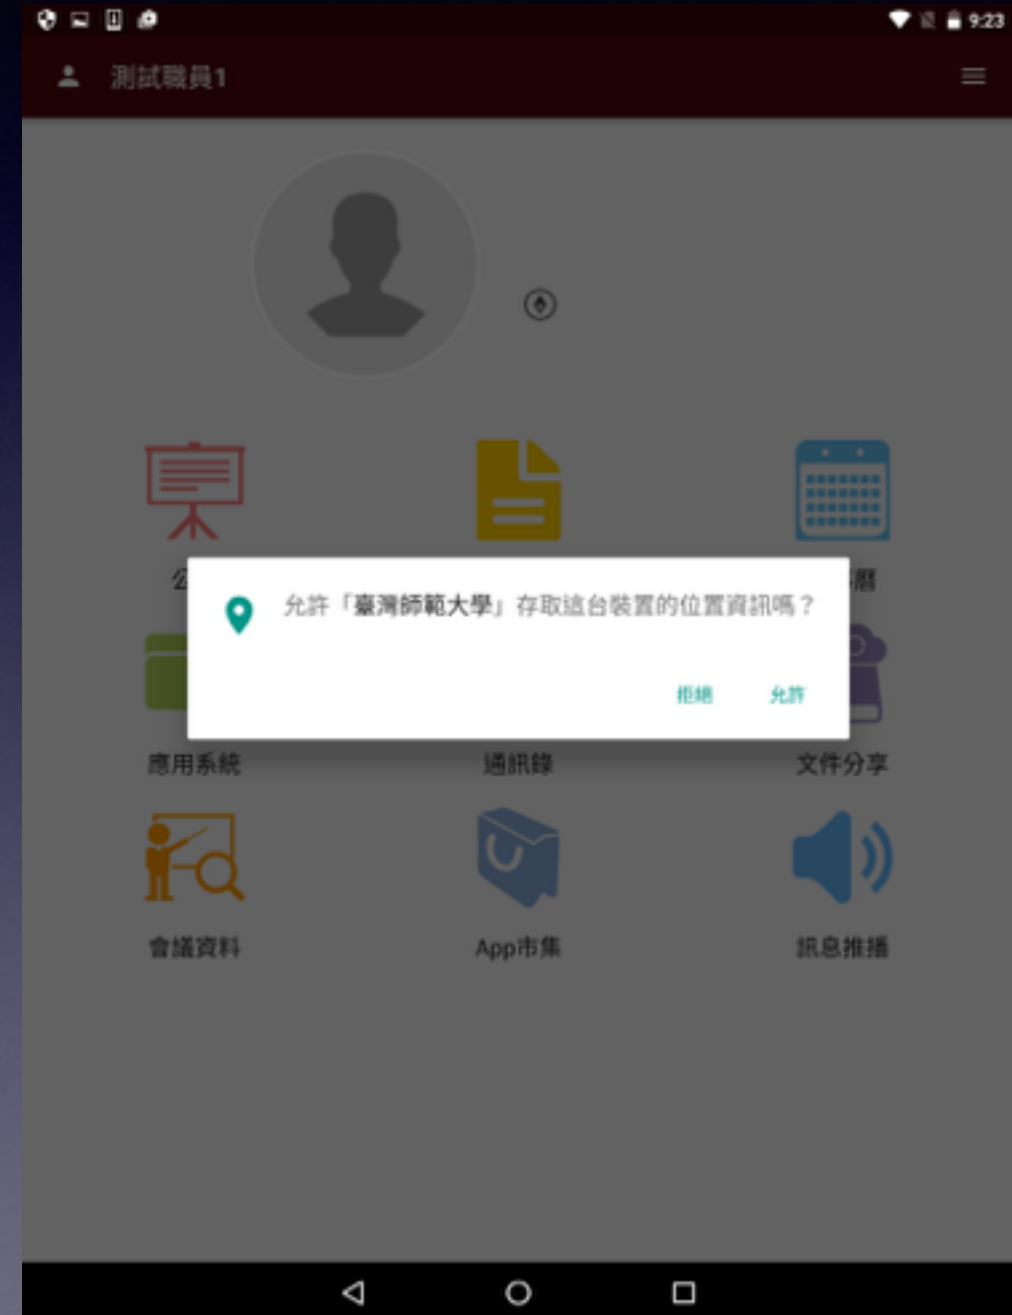 9:23
測試職員1
公
曆
允許「臺灣師範大學」存取這台裝置的位置資訊嗎？
拒絕 允許
應用系統 通訊錄 文件分享
會議資料 App市集 訊息推播